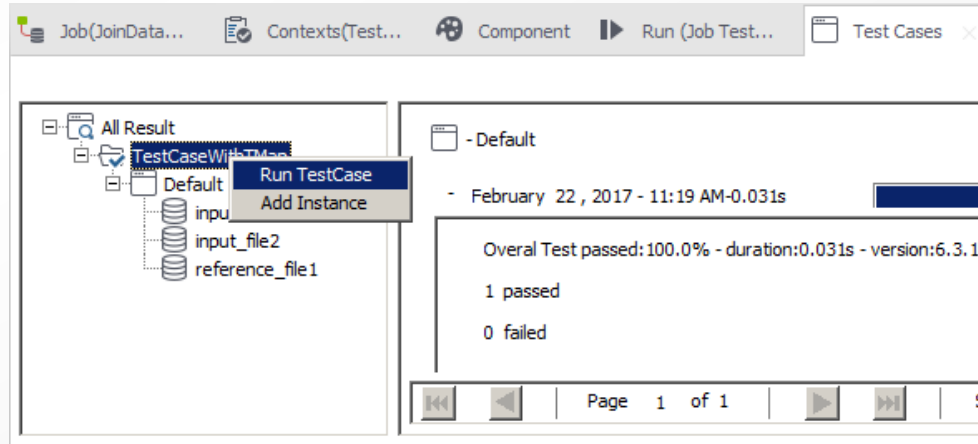 Job(JoinData... Contexts(Test... Component Run (Job Test... Test Cases
All Result
TestCaseWithTMap
Run TestCase
Add Instance
Default
input_file2
reference_file1
- Default
- February 22 , 2017 - 11:19 AM-0.031s
Overal Test passed:100.0% - duration:0.031s - version:6.3.1
1 passed
0 failed
Page 1 of 1